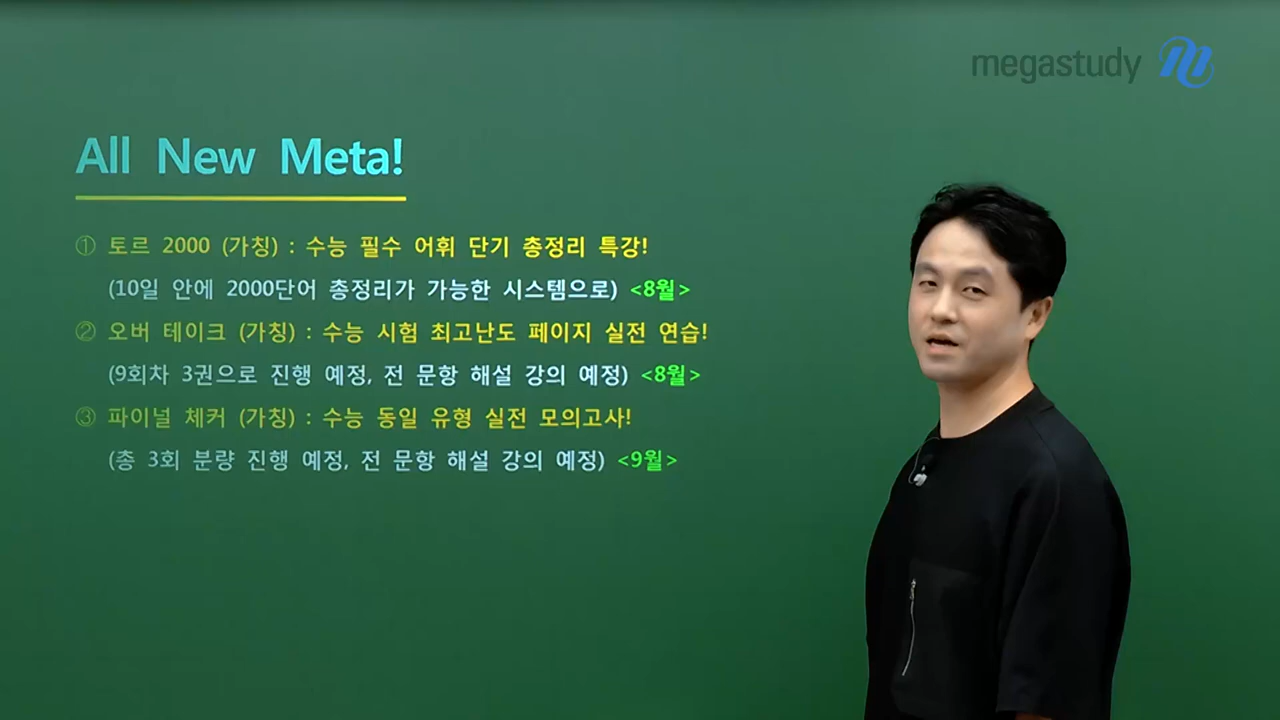 megastudy
All New Meta!
① 토르 2000 (가칭) : 수능 필수 어휘 단기 총정리 특강!
(10일 안에 2000단어 총정리가 가능한 시스템으로) <8월>
② 오버 테이크 (가칭) : 수능 시험 최고난도 페이지 실전 연습!
(9회차 3권으로 진행 예정, 전 문항 해설 강의 예정) <8월>
③ 파이널 체커 (가칭) : 수능 동일 유형 실전 모의고사!
(총 3회 분량 진행 예정, 전 문항 해설 강의 예정) <9월>